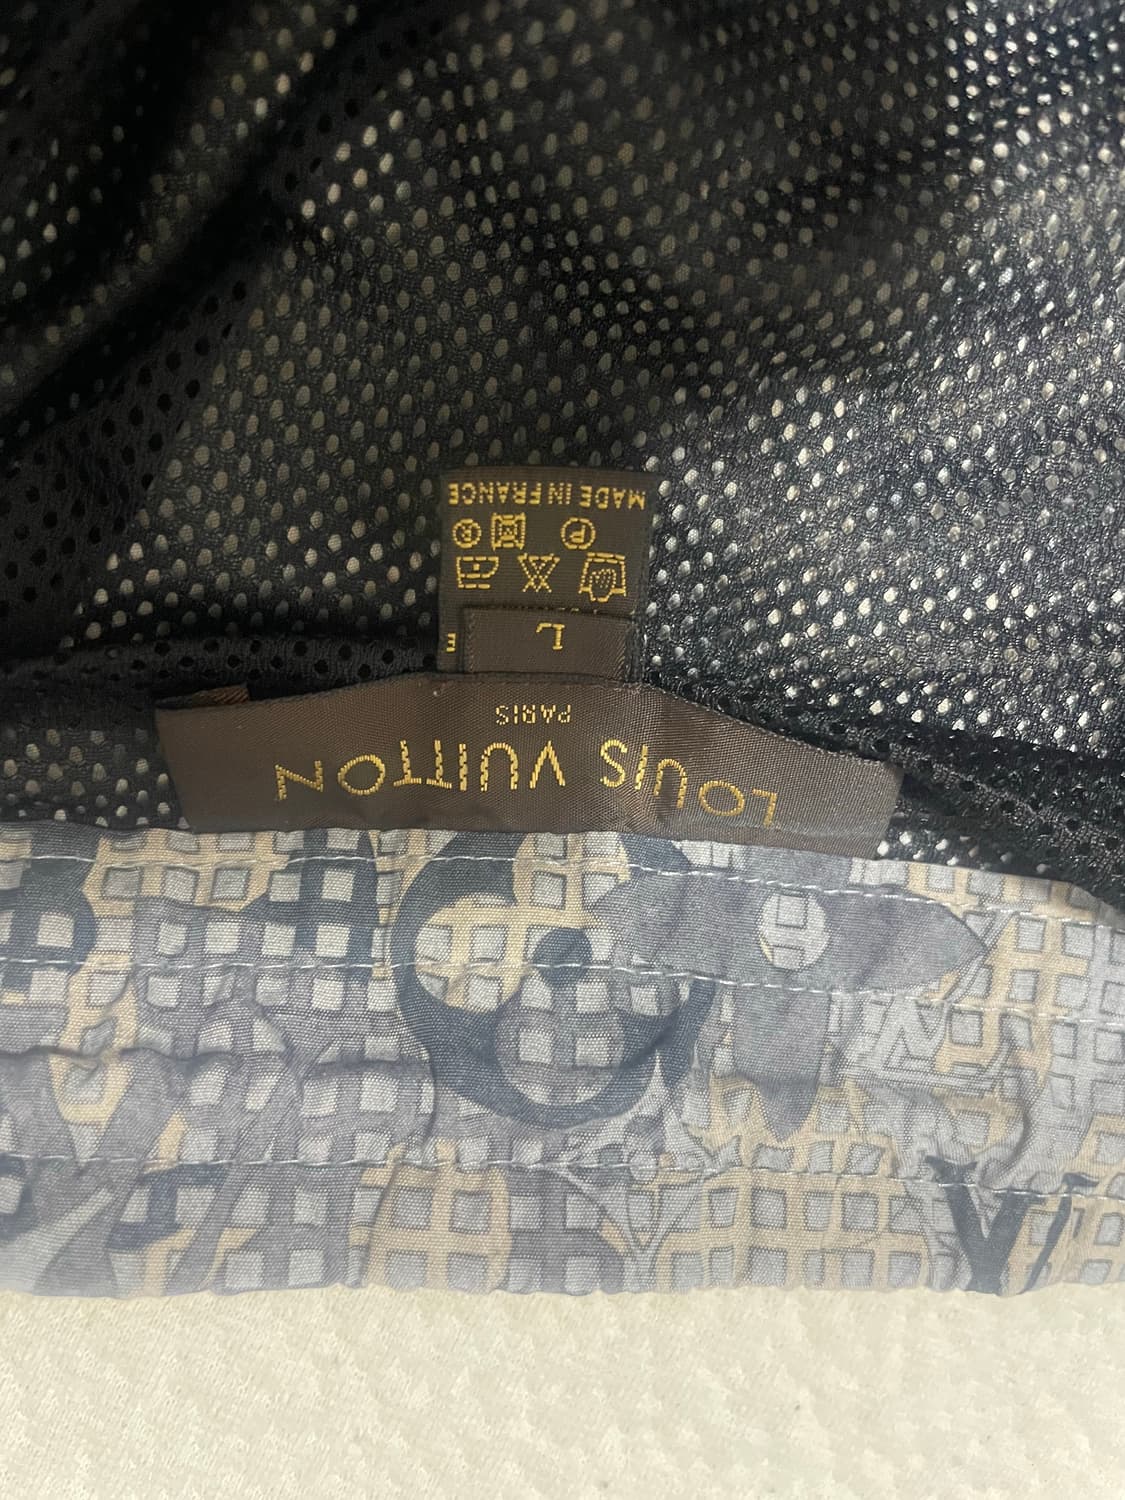 LOUIS VUITTON
PARIS
L
E
P
MADE IN FRANCE